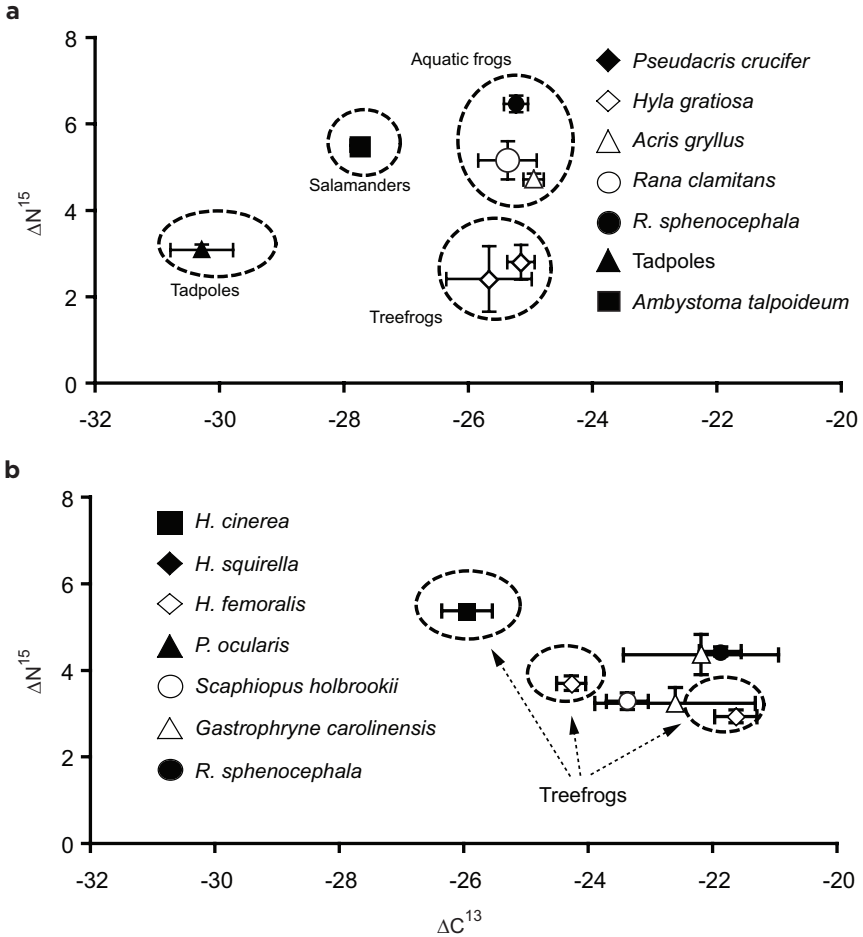 a
8
6
4
2
0
ΔN15
-32
-30
-28
-26
-24
-22
-20
Aquatic frogs
Salamanders
Tadpoles
Treefrogs
Pseudacris crucifer
Hyla gratiosa
Acris gryllus
Rana clamitans
R. sphenocephala
Tadpoles
Ambystoma talpoideum
b
8
6
4
2
0
ΔN15
H. cinerea
H. squirella
H. femoralis
P. ocularis
Scaphiopus holbrookii
Gastrophryne carolinensis
R. sphenocephala
Treefrogs
-32
-30
-28
-26
-24
-22
-20
ΔC13